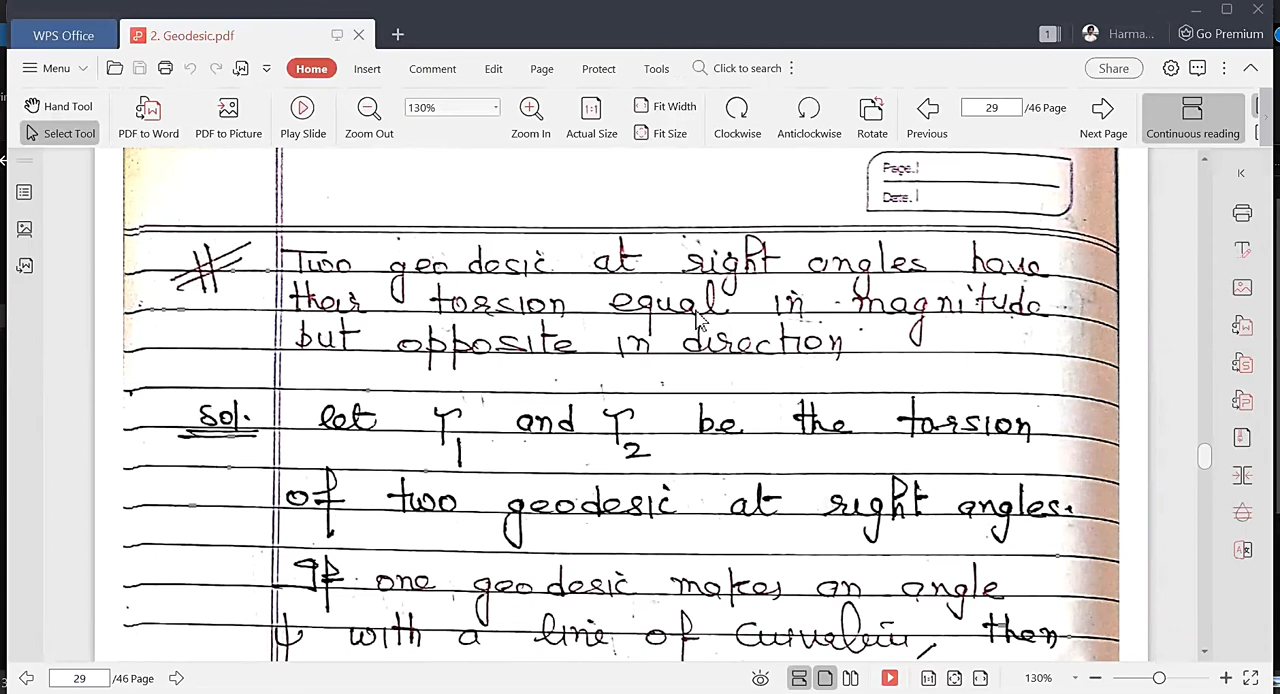 WPS Office
2. Geodesic.pdf
1
Harma...
Go Premium
Menu
Home
Insert
Comment
Edit
Page
Protect
Tools
Click to search
Share
Hand Tool
Select Tool
PDF to Word
PDF to Picture
Play Slide
Zoom Out
130%
Zoom In
Actual Size
Fit Width
Fit Size
Clockwise
Anticlockwise
Rotate
Previous
29 /46 Page
Next Page
Continuous reading
Page.
Date.
Two geodesic at right angles have
their torsion equal in magnitude
but opposite in direction
Sol. let τ₁ and τ₂ be the torsion
of two geodesic at right angles.
If one geodesic makes an angle
ψ with a line of then
29 /46 Page
130%